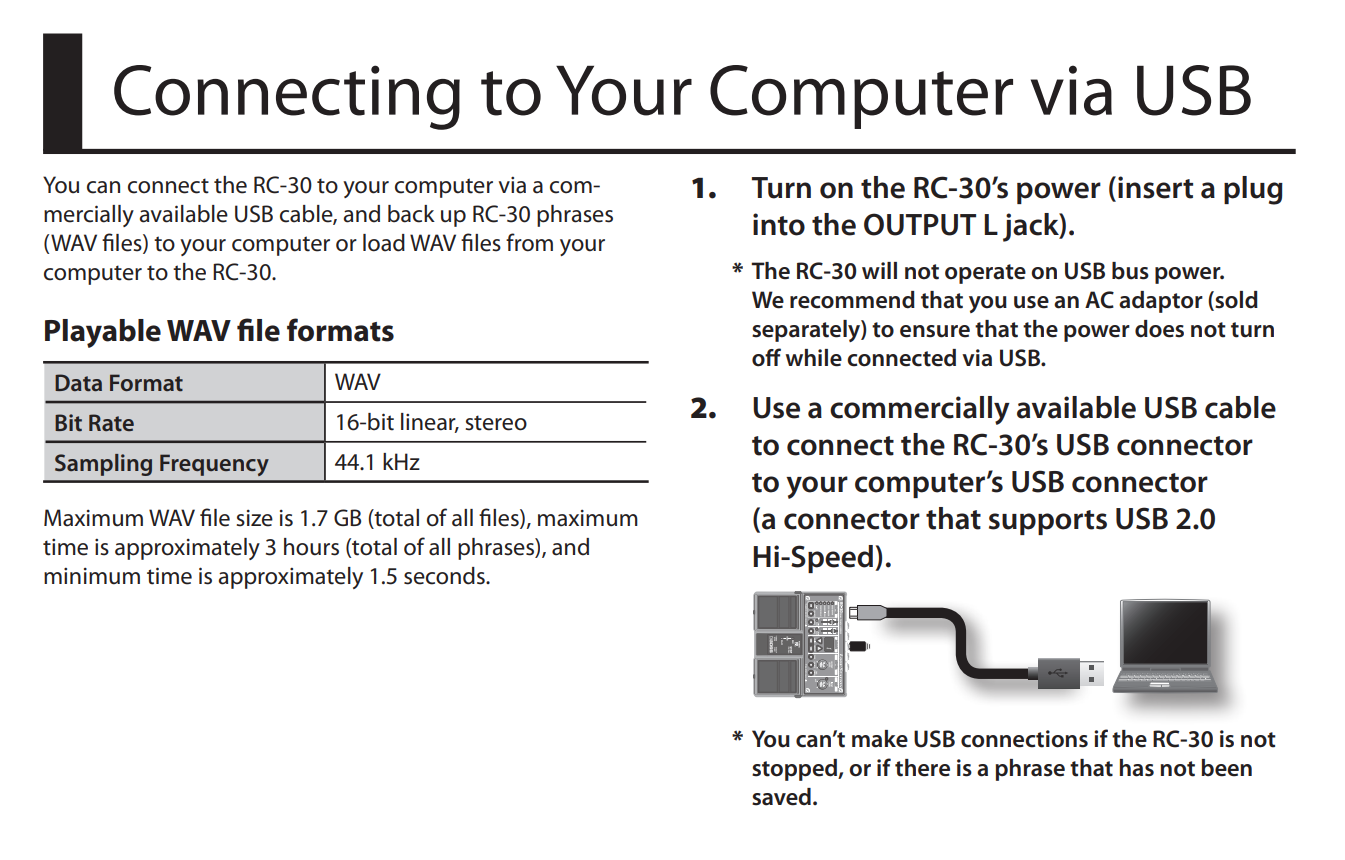 Connecting to Your Computer via USB
You can connect the RC-30 to your computer via a com-
mercially available USB cable, and back up RC-30 phrases
(WAV files) to your computer or load WAV files from your
computer to the RC-30.
Playable WAV file formats
Data Format WAV
Bit Rate 16-bit linear, stereo
Sampling Frequency 44.1 kHz
Maximum WAV file size is 1.7 GB (total of all files), maximum
time is approximately 3 hours (total of all phrases), and
minimum time is approximately 1.5 seconds.
1. Turn on the RC-30’s power (insert a plug
into the OUTPUT L jack).
* The RC-30 will not operate on USB bus power.
We recommend that you use an AC adaptor (sold
separately) to ensure that the power does not turn
off while connected via USB.
2. Use a commercially available USB cable
to connect the RC-30’s USB connector
to your computer’s USB connector
(a connector that supports USB 2.0
Hi-Speed).
* You can’t make USB connections if the RC-30 is not
stopped, or if there is a phrase that has not been
saved.